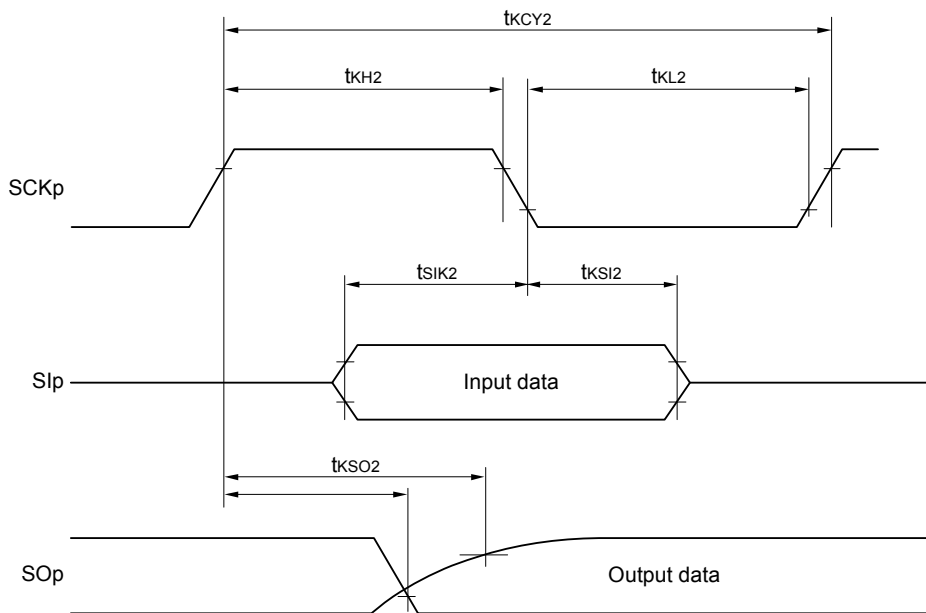 tKCY2
tKH2
tKL2
SCKp
tSIK2
tKSI2
SIp
Input data
tKSO2
SOp
Output data